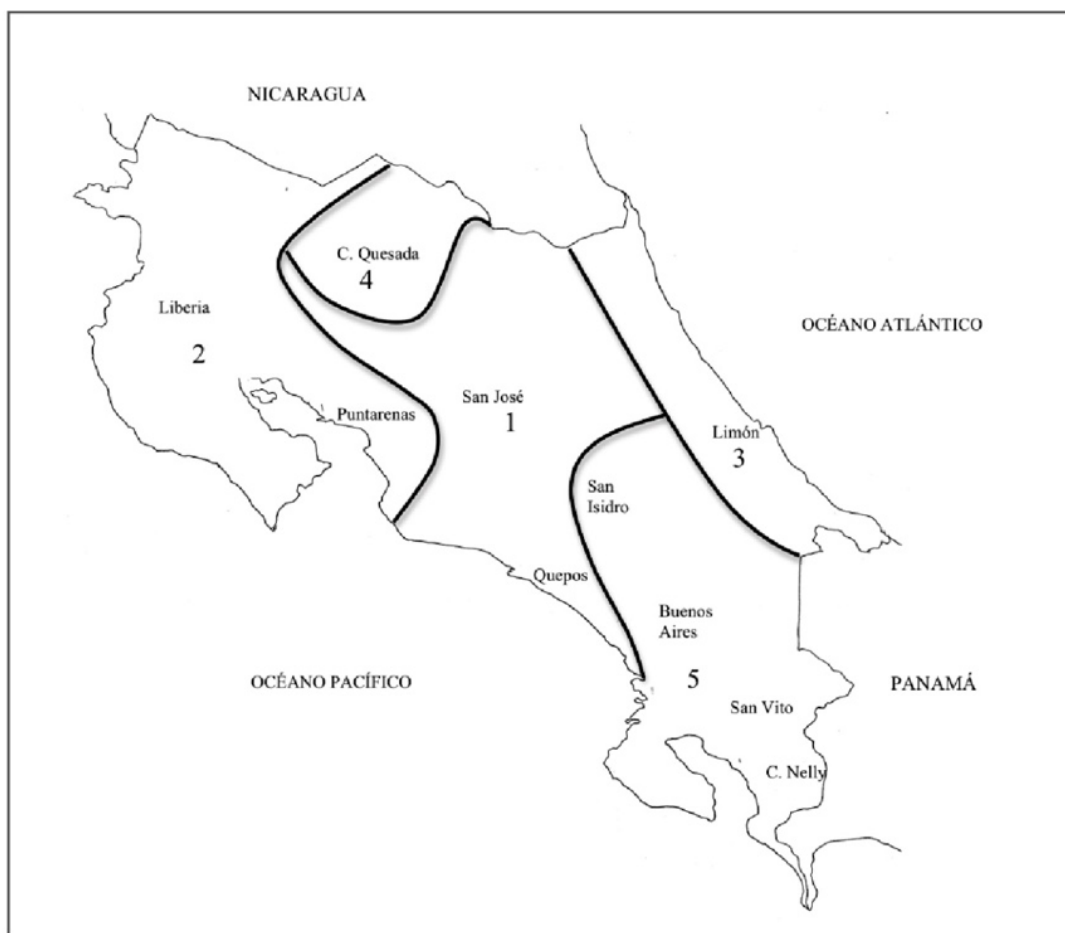 NICARAGUA
C. Quesada
4
Liberia
2
OCÉANO ATLÁNTICO
San José
1
Puntarenas
Limón
3
San
Isidro
Quepos
Buenos
Aires
5
OCÉANO PACÍFICO
PANAMÁ
San Vito
C. Nelly